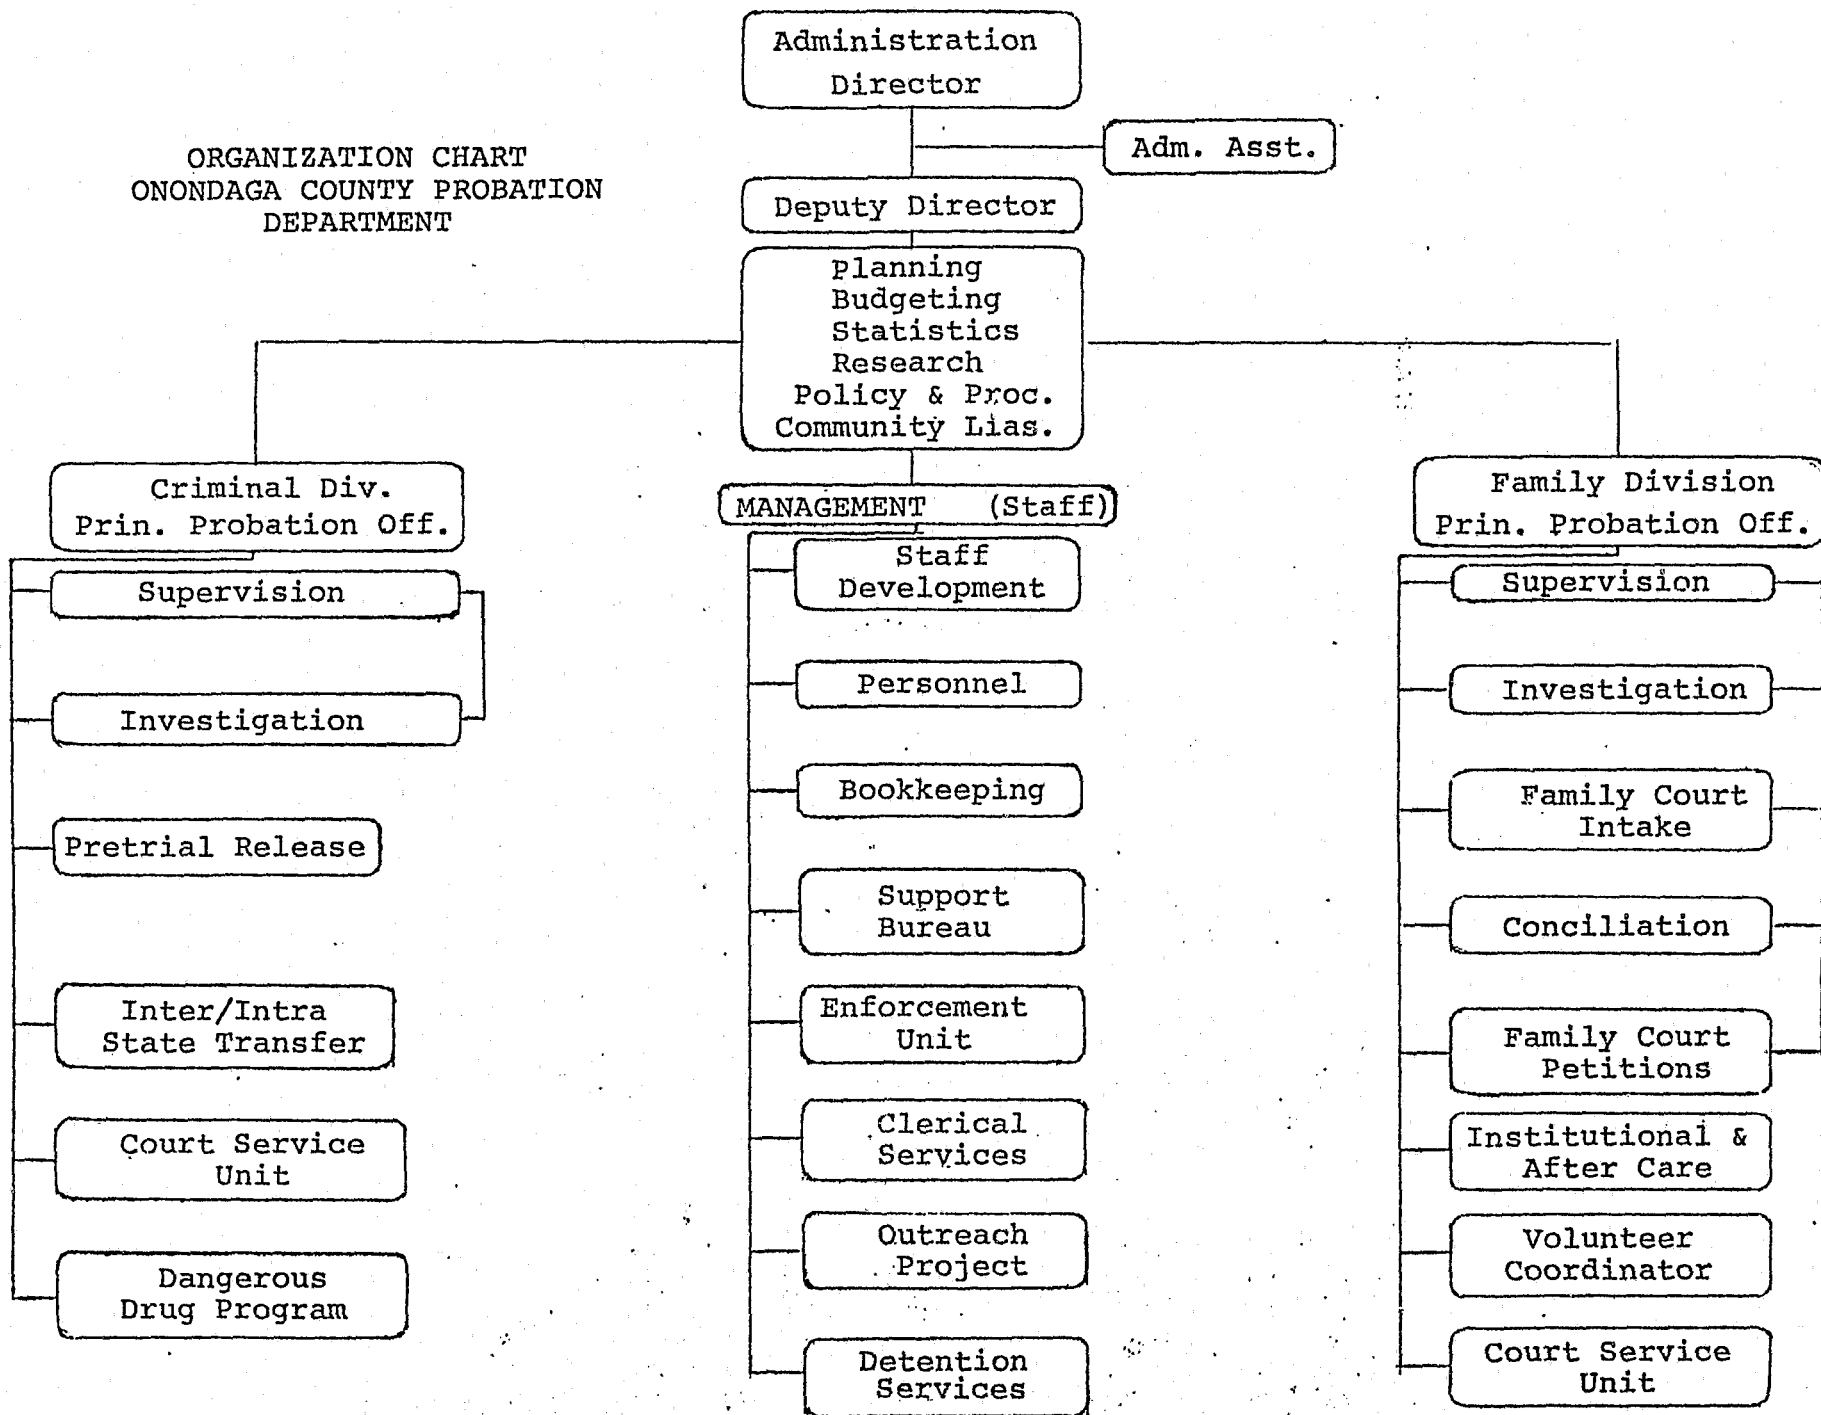 Administration
Director
Adm. Asst.
ORGANIZATION CHART
ONONDAGA COUNTY PROBATION
DEPARTMENT
Deputy Director
Planning
Budgeting
Statistics
Research
Policy & Proc.
Community Lias.
Criminal Div.
Prin. Probation Off.
Supervision
Investigation
Pretrial Release
Inter/Intra
State Transfer
Court Service
Unit
Dangerous
Drug Program
MANAGEMENT (Staff)
Staff
Development
Personnel
Bookkeeping
Support
Bureau
Enforcement
Unit
Clerical
Services
Outreach
Project
Detention
Services
Family Division
Prin. Probation Off.
Supervision
Investigation
Family Court
Intake
Conciliation
Family Court
Petitions
Institutional &
After Care
Volunteer
Coordinator
Court Service
Unit